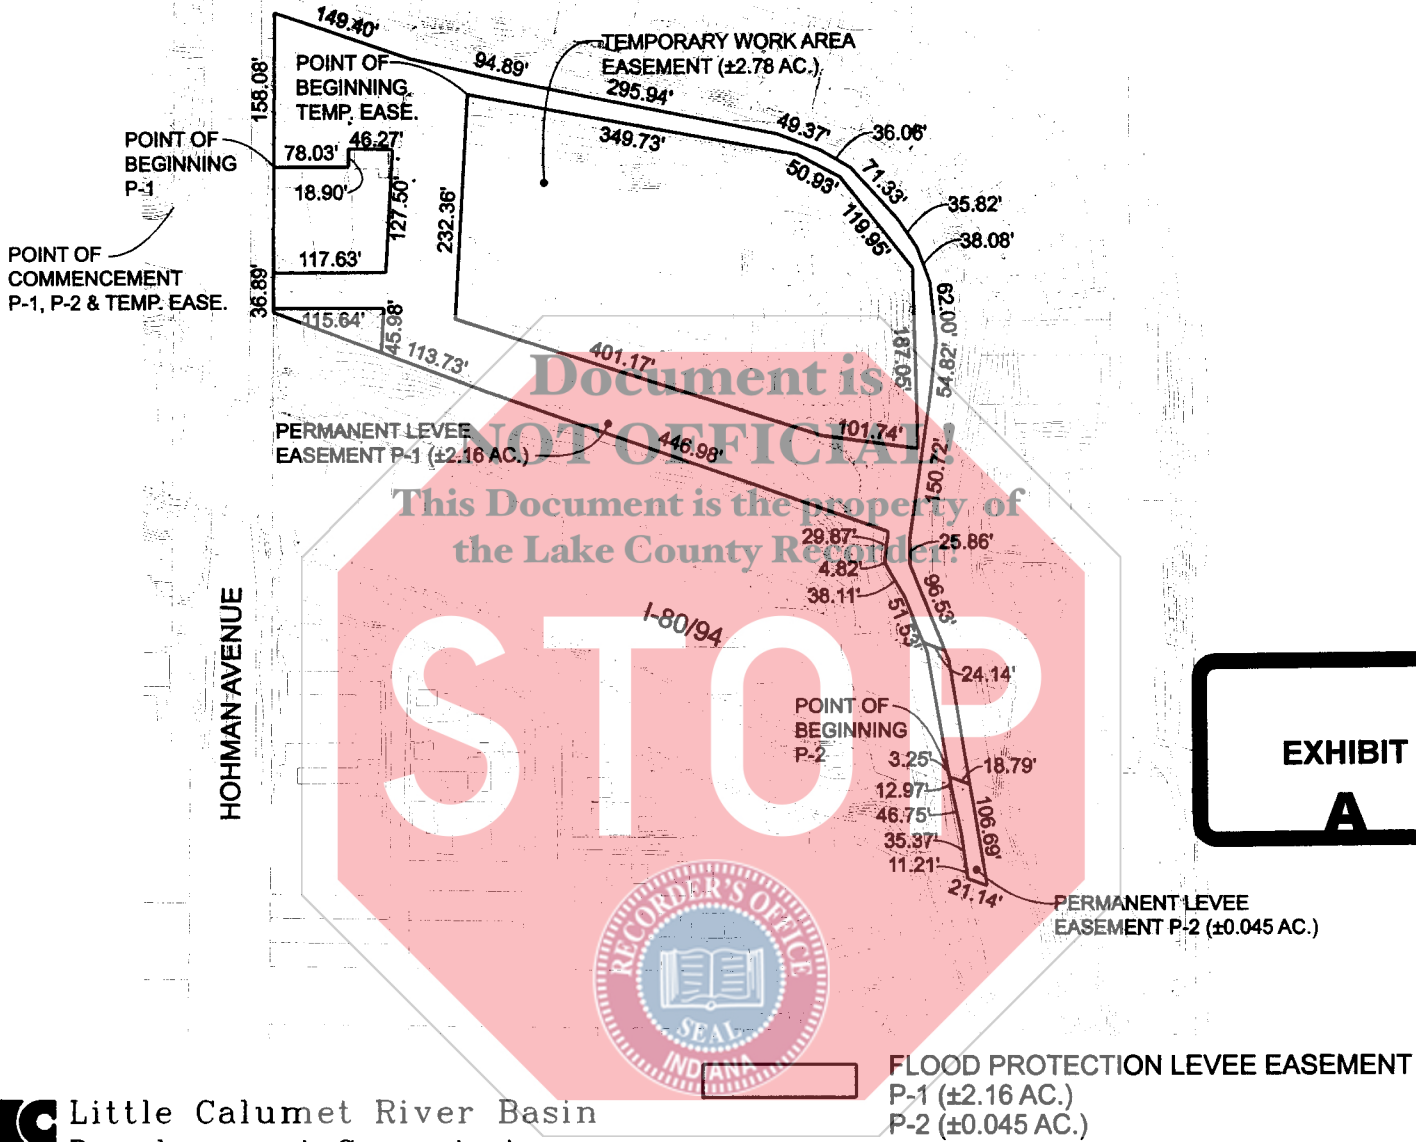 149.40'
TEMPORARY WORK AREA
EASEMENT (±2.78 AC.)
94.89'
POINT OF
BEGINNING
TEMP. EASE.
158.08'
295.94'
49.37'
36.06'
POINT OF
BEGINNING
P-1
46.27'
78.03'
18.90'
349.73'
50.93'
71.33'
35.82'
127.50'
232.36'
119.95'
38.08'
POINT OF
COMMENCEMENT
P-1, P-2 & TEMP. EASE.
117.63'
36.89'
62.00'
115.64'
45.98'
113.73'
401.17'
187.05'
54.82'
Document is
NOT OFFICIAL!
This Document is the property of
the Lake County Recorder!
PERMANENT LEVEE
EASEMENT P-1 (±2.16 AC.)
446.98'
101.74'
150.72'
29.87'
25.86'
4.82'
38.11'
96.53'
51.53'
I-80/94
HOHMAN AVENUE
STOP
24.14'
POINT OF
BEGINNING
P-2
3.25'
18.79'
12.97'
46.75'
106.69'
35.37'
11.21'
21.14'
EXHIBIT
A
PERMANENT LEVEE
EASEMENT P-2 (±0.045 AC.)
RECORDER'S OFFICE
SEAL
INDIANA
FLOOD PROTECTION LEVEE EASEMENT
P-1 (±2.16 AC.)
P-2 (±0.045 AC.)
Little Calumet River Basin